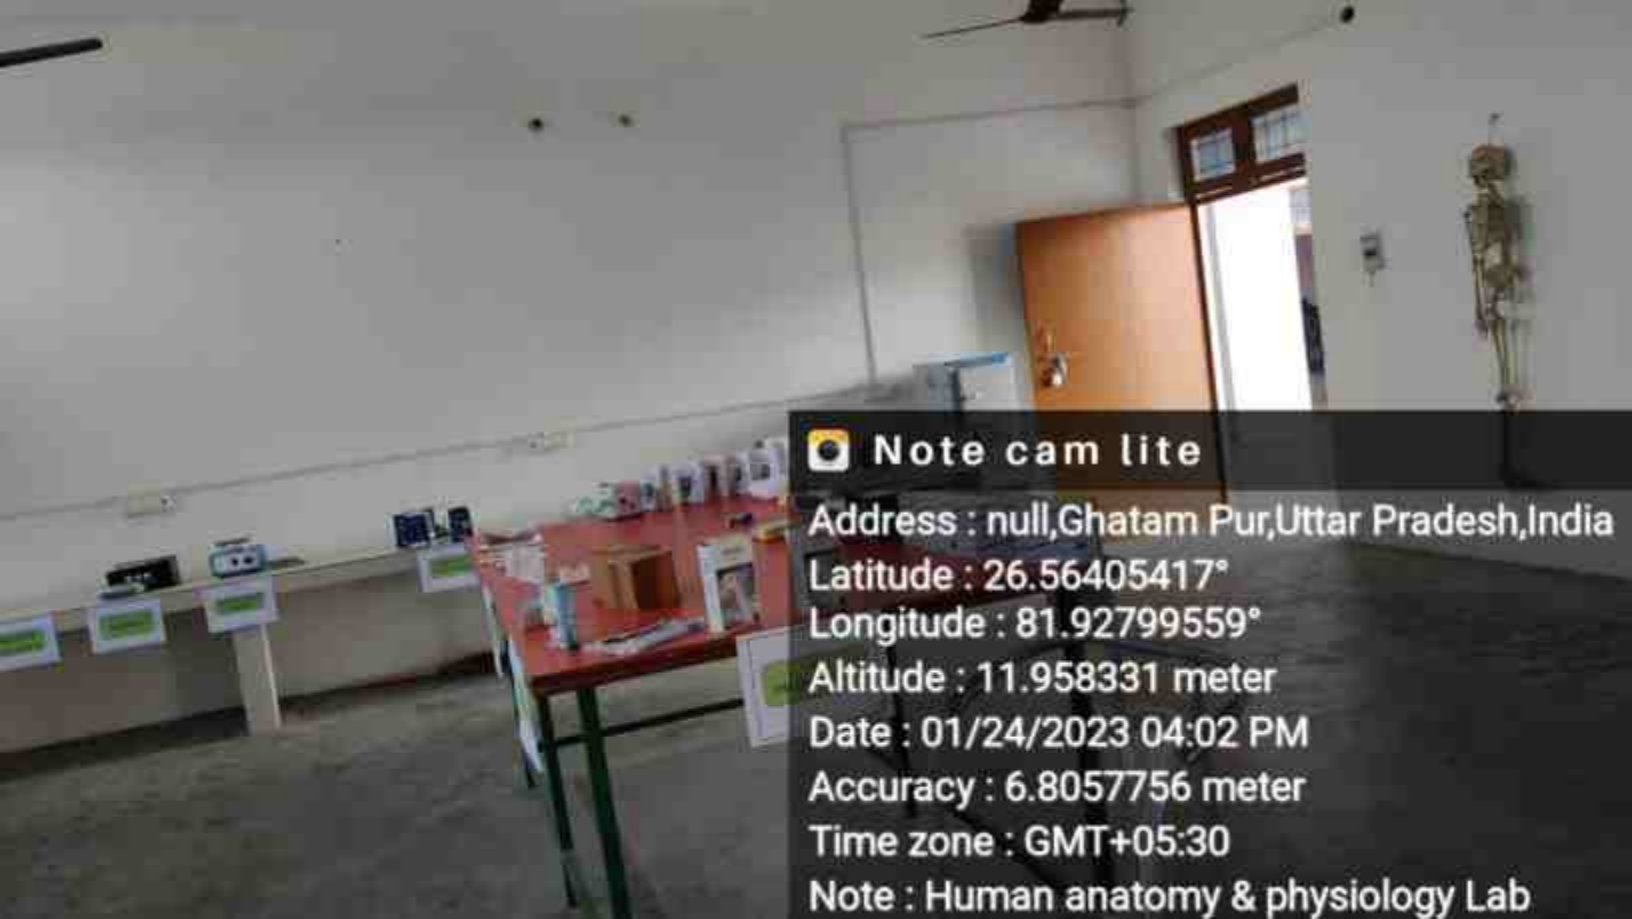 Note cam lite
Address : null,Ghatam Pur,Uttar Pradesh,India
Latitude : 26.56405417°
Longitude : 81.92799559°
Altitude : 11.958331 meter
Date : 01/24/2023 04:02 PM
Accuracy : 6.8057756 meter
Time zone : GMT+05:30
Note : Human anatomy & physiology Lab